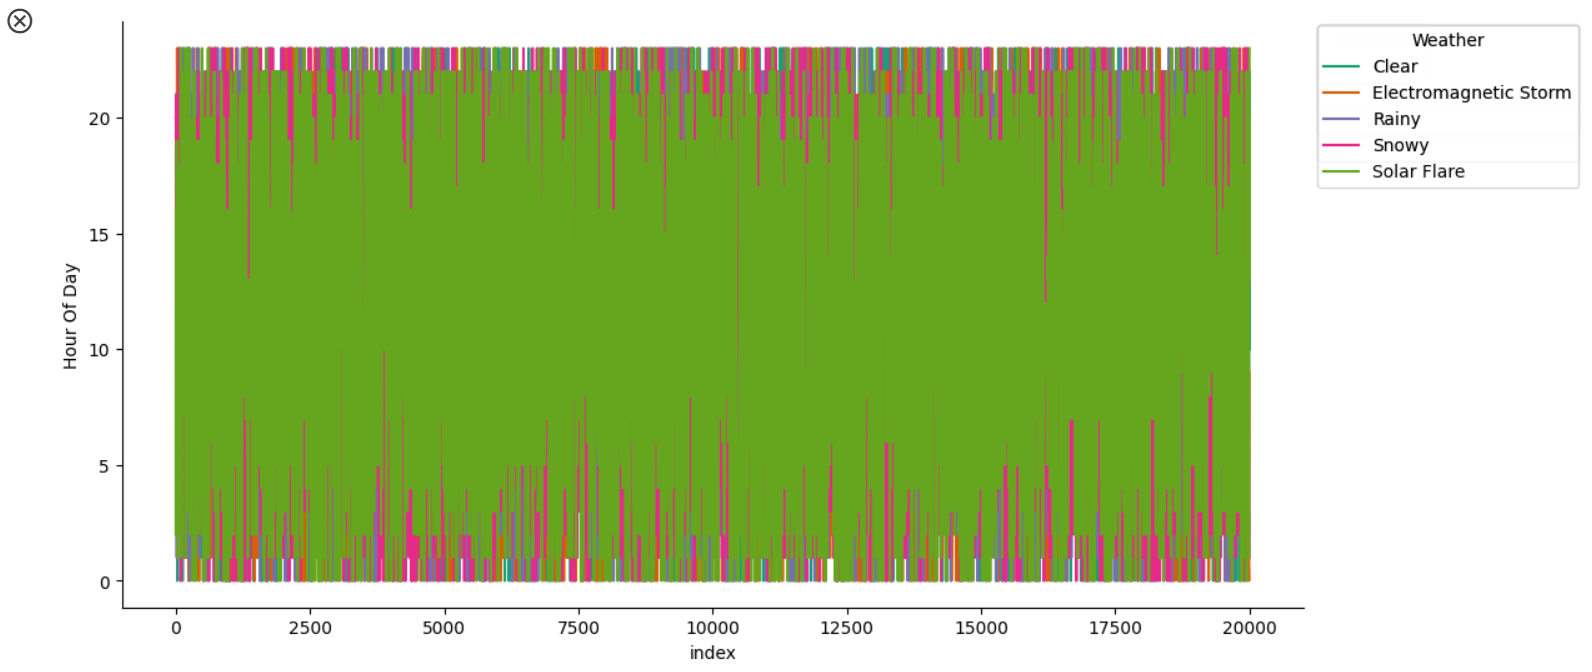 Weather
Clear
Electromagnetic Storm
Rainy
Snowy
Solar Flare
Hour Of Day
20
15
10
5
0
0 2500 5000 7500 10000 12500 15000 17500 20000
index